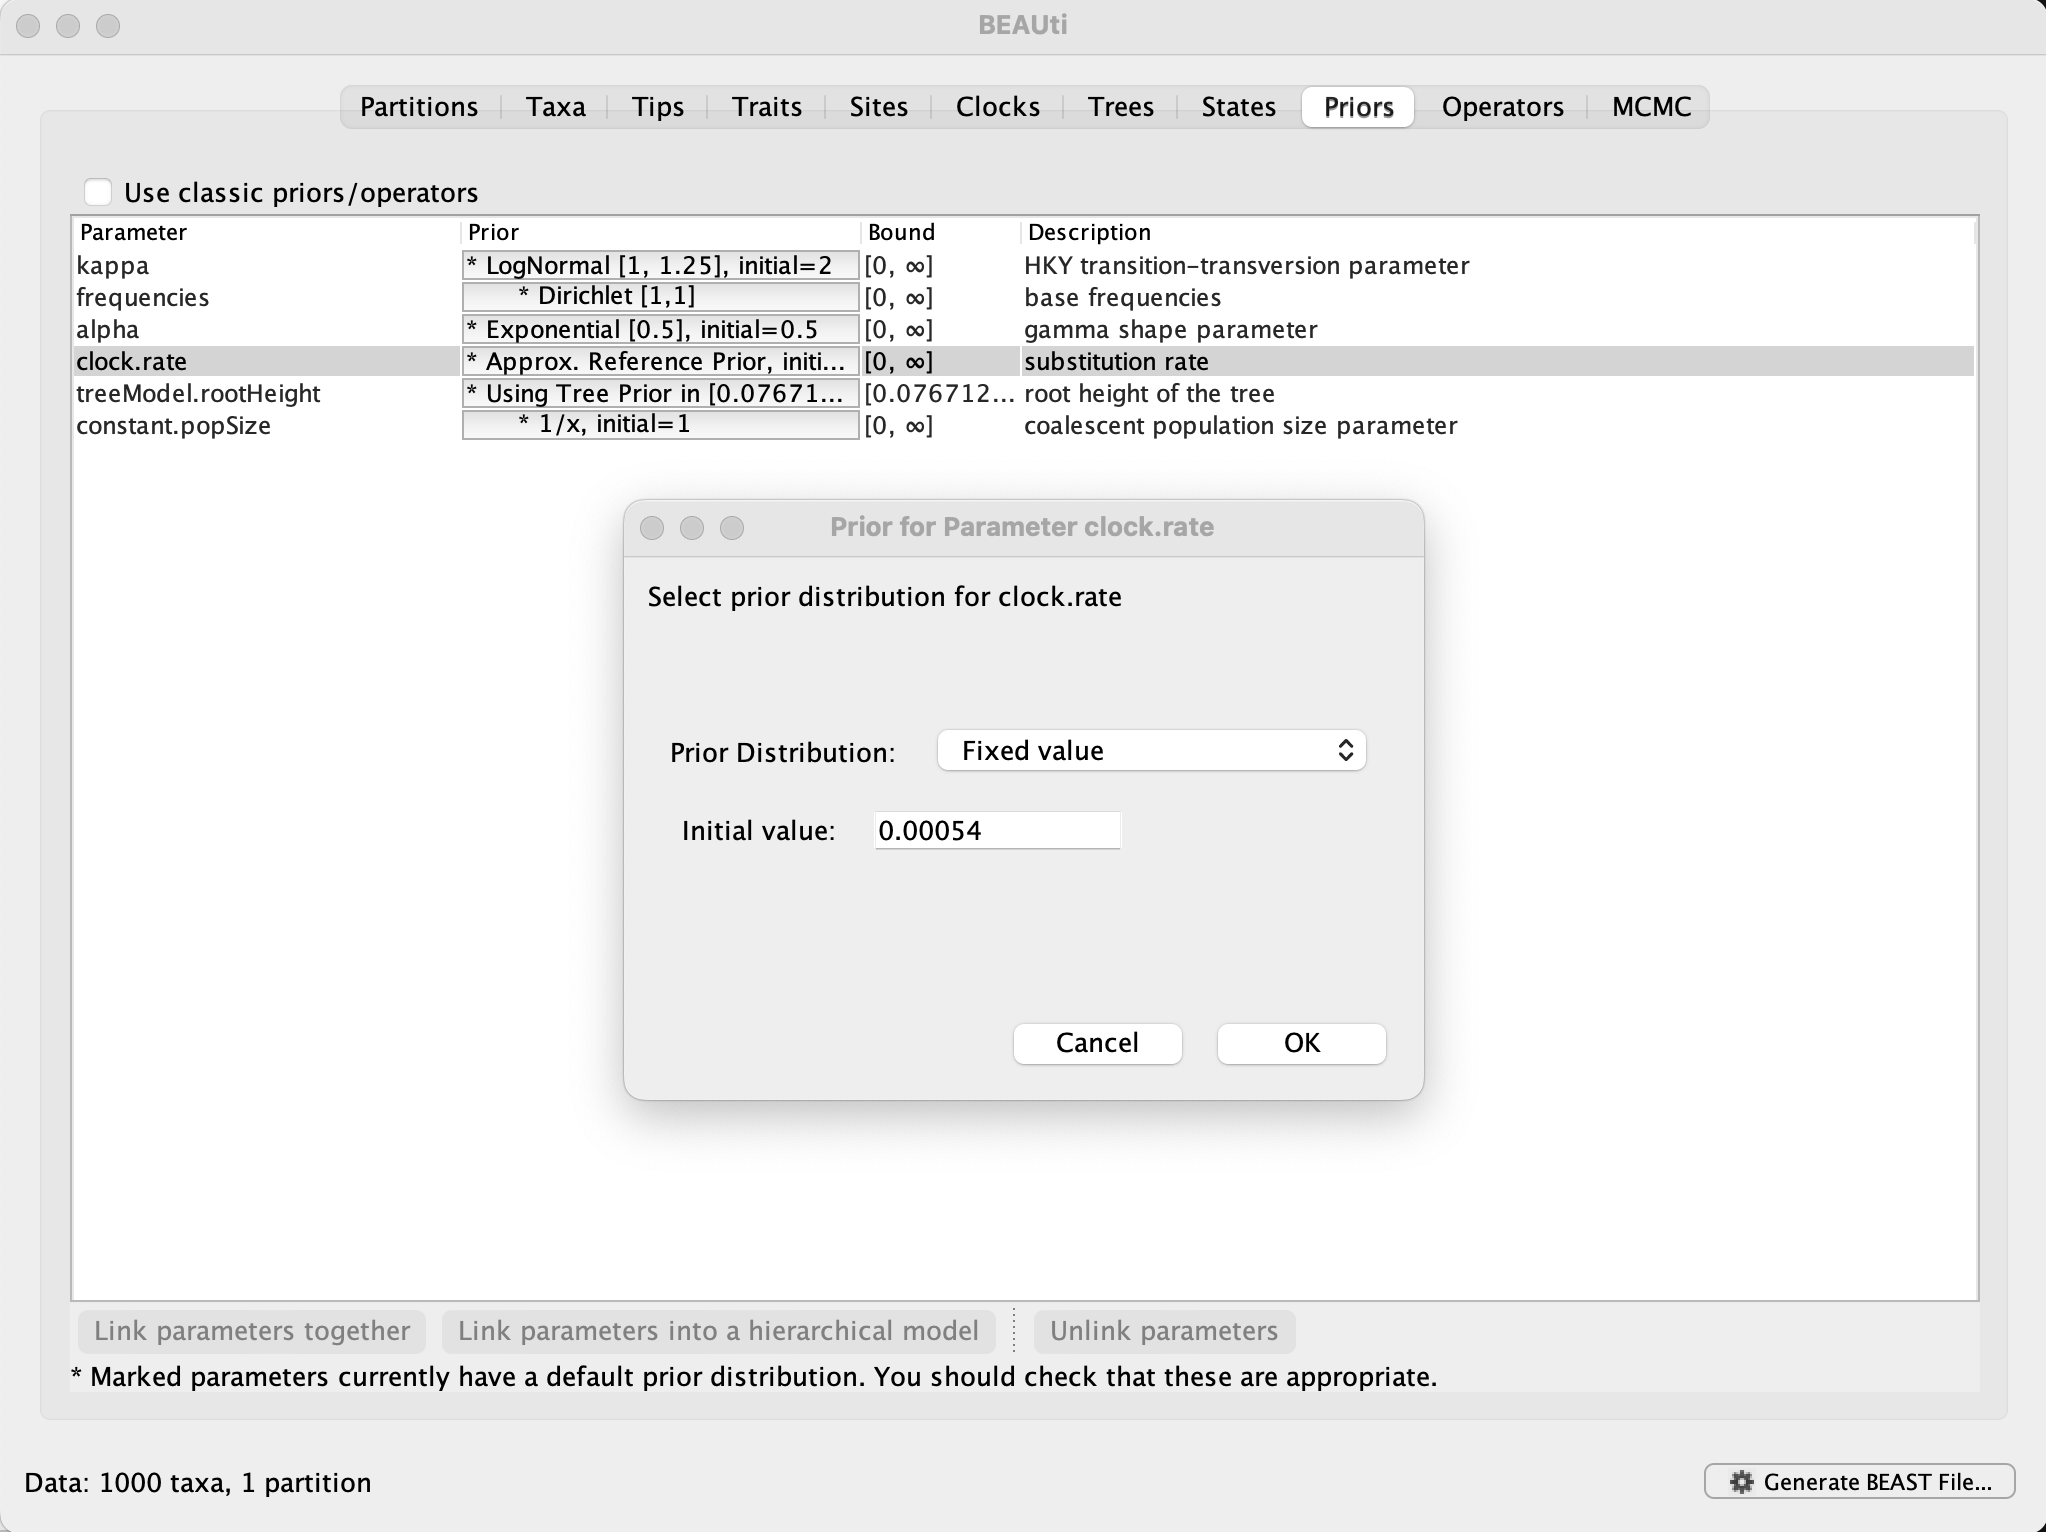 BEAUti
Partitions Taxa Tips Traits Sites Clocks Trees States Priors Operators MCMC
Use classic priors/operators
Parameter Prior Bound Description
kappa * LogNormal [1, 1.25], initial=2 [0, ∞] HKY transition-transversion parameter
frequencies * Dirichlet [1,1] [0, ∞] base frequencies
alpha * Exponential [0.5], initial=0.5 [0, ∞] gamma shape parameter
clock.rate * Approx. Reference Prior, initi... [0, ∞] substitution rate
treeModel.rootHeight * Using Tree Prior in [0.07671... [0.076712... root height of the tree
constant.popSize * 1/x, initial=1 [0, ∞] coalescent population size parameter
Prior for Parameter clock.rate
Select prior distribution for clock.rate
Prior Distribution: Fixed value
Initial value: 0.00054
Cancel OK
Link parameters together Link parameters into a hierarchical model Unlink parameters
* Marked parameters currently have a default prior distribution. You should check that these are appropriate.
Data: 1000 taxa, 1 partition Generate BEAST File...